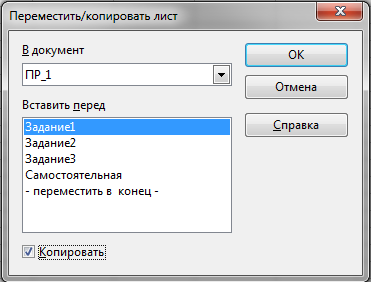 Переместить/копировать лист
В документ
ПР_1
Вставить перед
Задание1
Задание2
Задание3
Самостоятельная
- переместить в конец -
Копировать
OK
Отмена
Справка